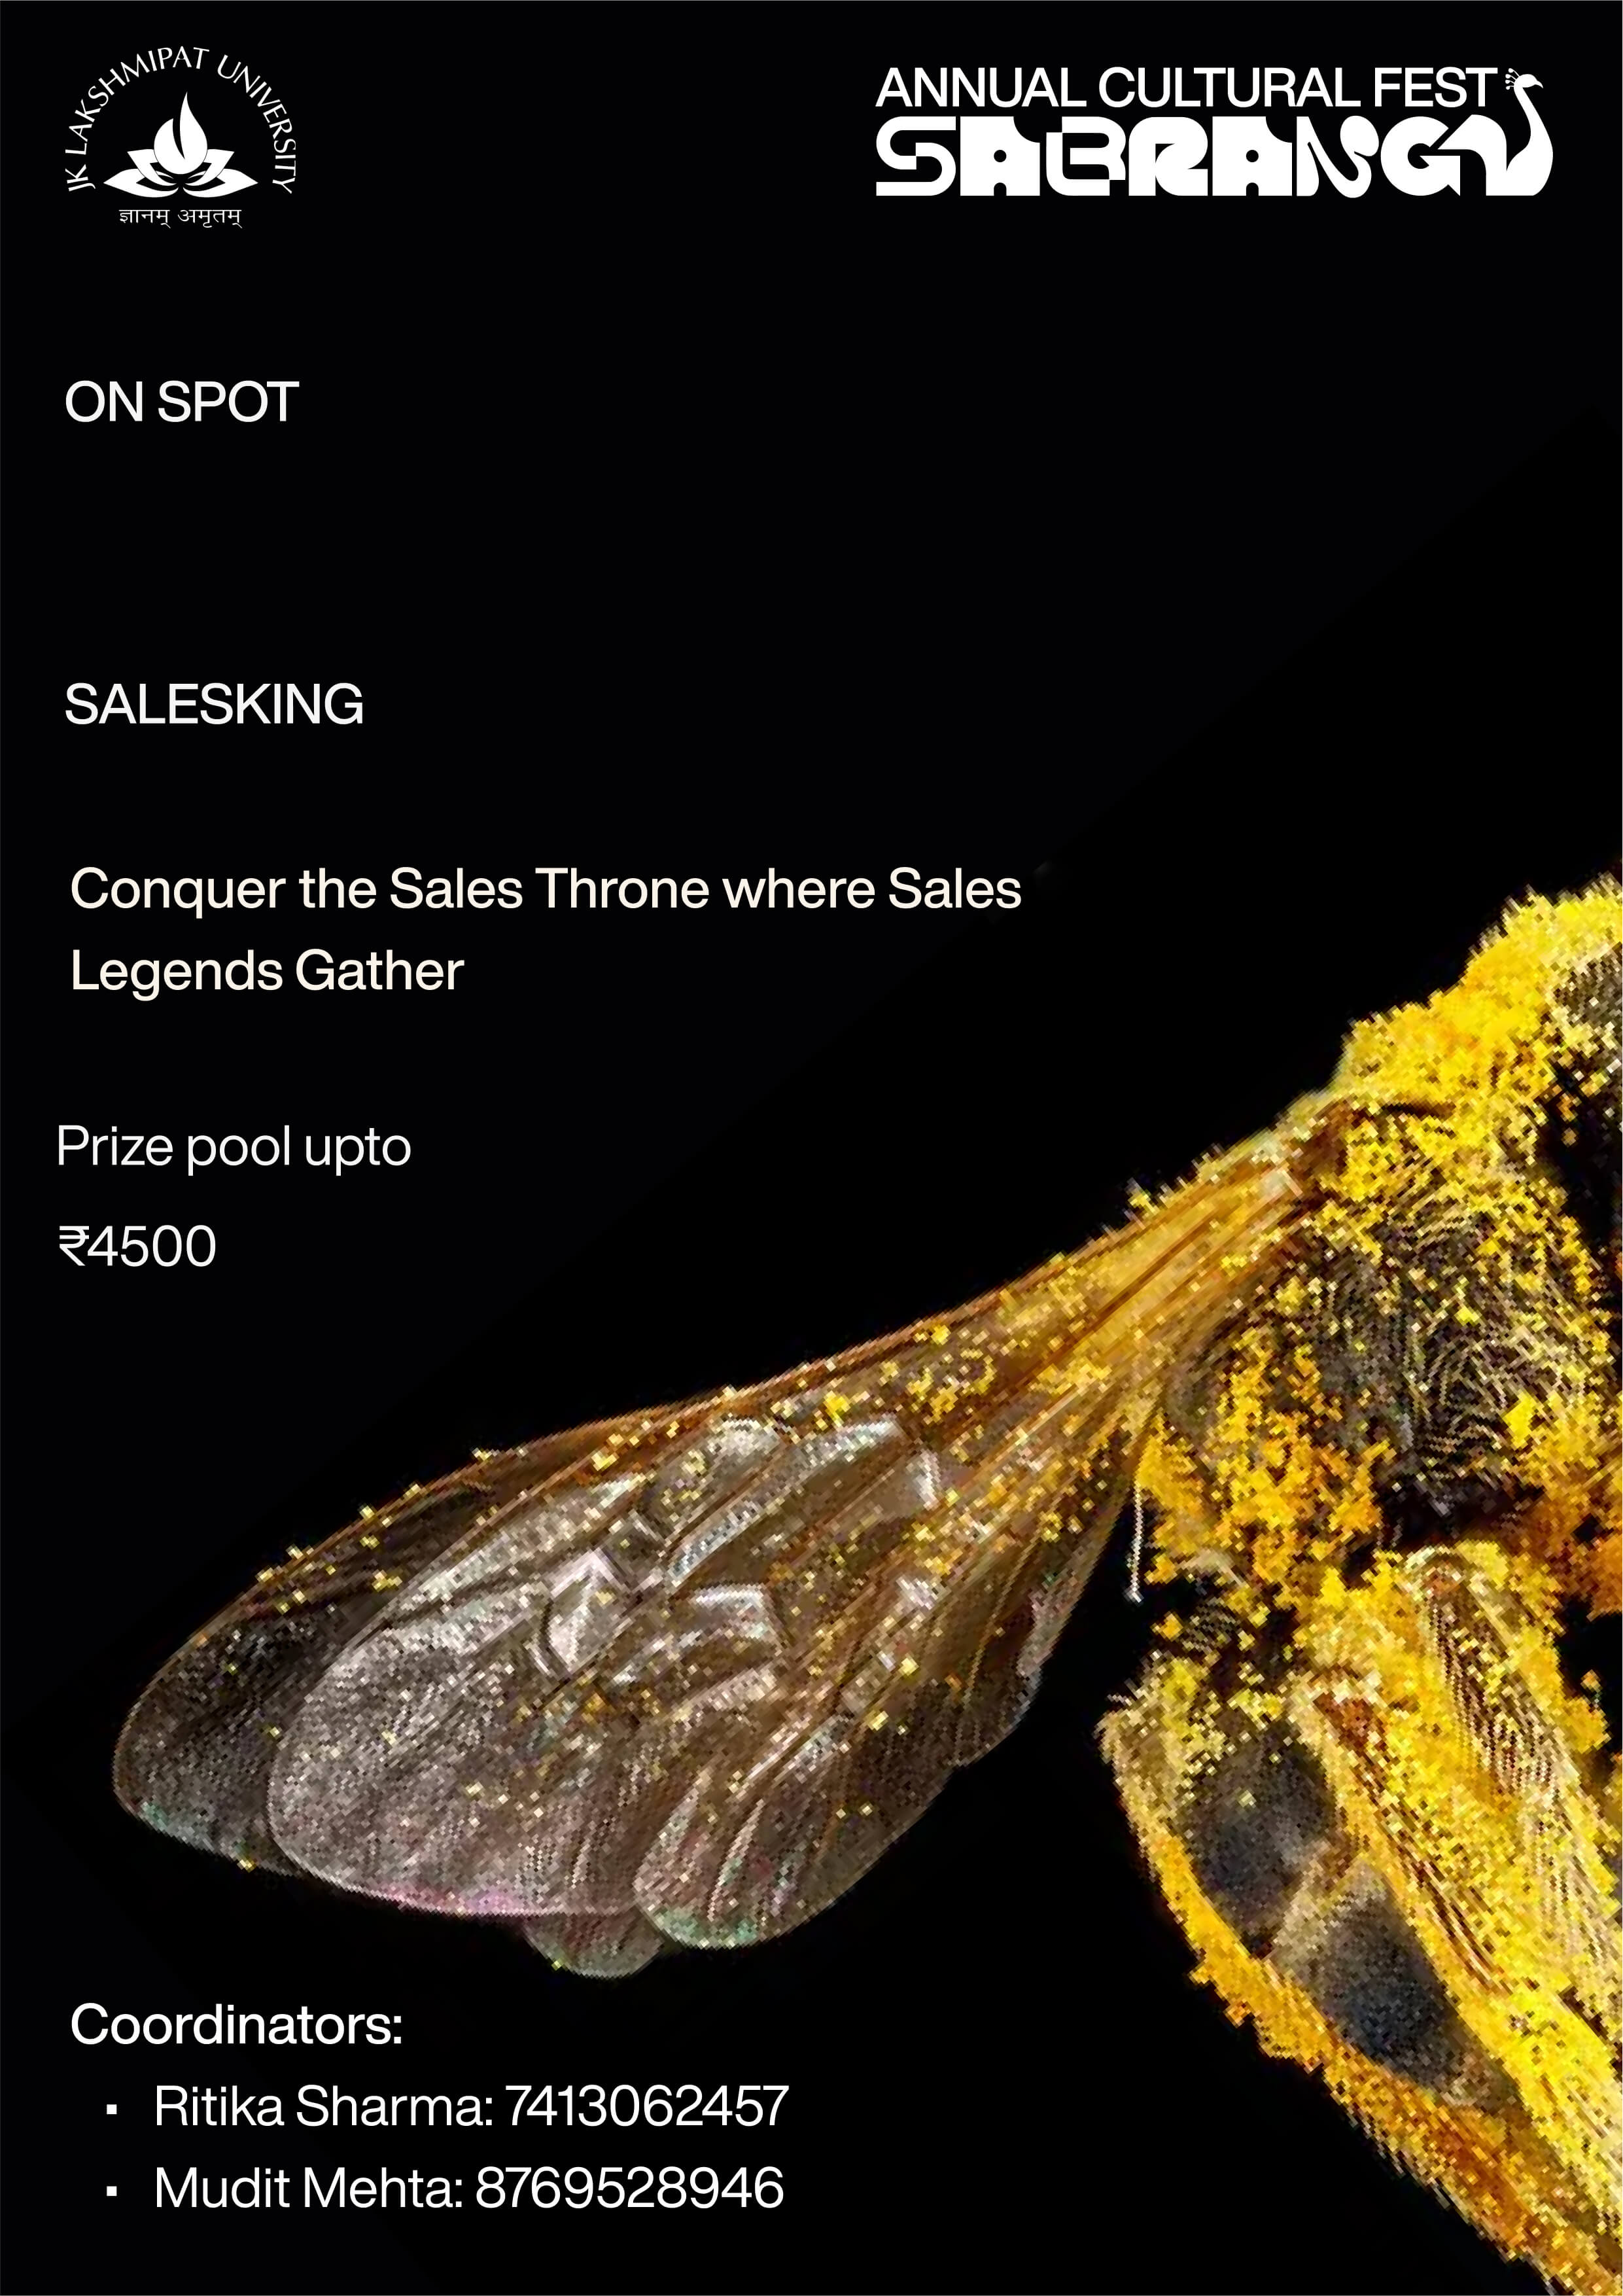 JK LAKSHMIPAT UNIVERSITY
ज्ञानम् अमृतम्
ANNUAL CULTURAL FEST
SABRANG
ON SPOT
SALESKING
Conquer the Sales Throne where Sales
Legends Gather
Prize pool upto
₹4500
Coordinators:
▪ Ritika Sharma: 7413062457
▪ Mudit Mehta: 8769528946